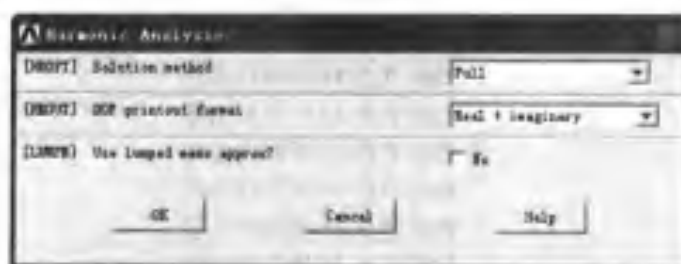 Harmonic Analysis
[HROPT] Solution method Full
[HROUT] DOF printout format Real + imaginary
[LUMPM] Use lumped mass approx? No
OK Cancel Help